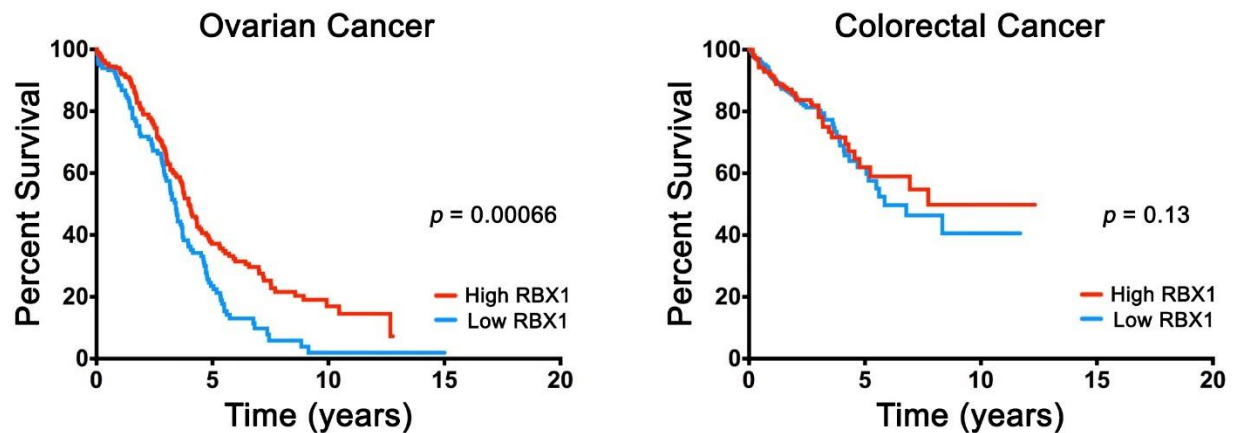 Ovarian Cancer
Percent Survival
100
80
60
40
20
0
0 5 10 15 20
Time (years)
p = 0.00066
High RBX1
Low RBX1
Colorectal Cancer
Percent Survival
100
80
60
40
20
0
0 5 10 15 20
Time (years)
p = 0.13
High RBX1
Low RBX1